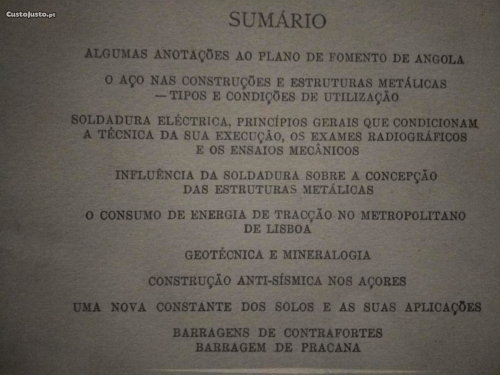 CustoJusto.pt
SUMÁRIO
ALGUMAS ANOTAÇÕES AO PLANO DE FOMENTO DE ANGOLA
O AÇO NAS CONSTRUÇÕES E ESTRUTURAS METÁLICAS
—TIPOS E CONDIÇÕES DE UTILIZAÇÃO
SOLDADURA ELÉCTRICA, PRINCÍPIOS GERAIS QUE CONDICIONAM
A TÉCNICA DA SUA EXECUÇÃO, OS EXAMES RADIOGRÁFICOS
E OS ENSAIOS MECÂNICOS
INFLUÊNCIA DA SOLDADURA SOBRE A CONCEPÇÃO
DAS ESTRUTURAS METÁLICAS
O CONSUMO DE ENERGIA DE TRACÇÃO NO METROPOLITANO
DE LISBOA
GEOTÉCNICA E MINERALOGIA
CONSTRUÇÃO ANTI-SÍSMICA NOS AÇORES
UMA NOVA CONSTANTE DOS SOLOS E AS SUAS APLICAÇÕES
BARRAGENS DE CONTRAFORTES
BARRAGEM DE PRACANA